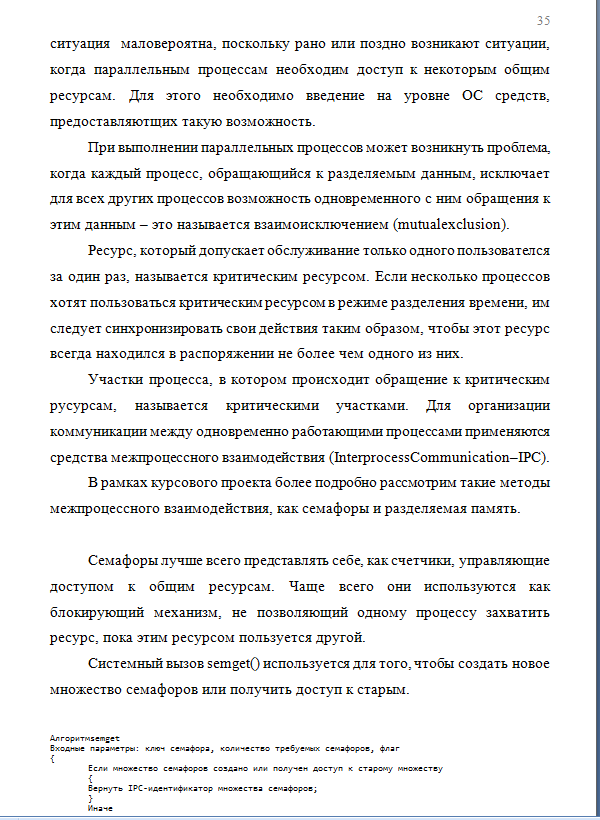 35
ситуация маловероятна, поскольку рано или поздно возникают ситуации,
когда параллельным процессам необходим доступ к некоторым общим
ресурсам. Для этого необходимо введение на уровне ОС средств,
предоставляютщих такую возможность.
При выполнении параллельных процессов может возникнуть проблема,
когда каждый процесс, обращающийся к разделяемым данным, исключает
для всех других процессов возможность одновременного с ним обращения к
этим данным – это называется взаимоисключением (mutualexclusion).
Ресурс, который допускает обслуживание только одного пользователся
за один раз, называется критическим ресурсом. Если несколько процессов
хотят пользоваться критическим ресурсом в режиме разделения времени, им
следует синхронизировать свои действия таким образом, чтобы этот ресурс
всегда находился в распоряжении не более чем одного из них.
Участки процесса, в котором происходит обращение к критическим
русурсам, называется критическими участками. Для организации
коммуникации между одновременно работающими процессами применяются
средства межпроцессного взаимодействия (InterprocessCommunication–IPC).
В рамках курсового проекта более подробно рассмотрим такие методы
межпроцессного взаимодействия, как семафоры и разделяемая память.
Семафоры лучше всего представлять себе, как счетчики, управляющие
доступом к общим ресурсам. Чаще всего они используются как
блокирующий механизм, не позволяющий одному процессу захватить
ресурс, пока этим ресурсом пользуется другой.
Системный вызов semget() используется для того, чтобы создать новое
множество семафоров или получить доступ к старым.
Алгоритмsemget
Входные параметры: ключ семафора, количество требуемых семафоров, флаг
{
Если множество семафоров создано или получен доступ к старому множеству
{
Вернуть IPC-идентификатор множества семафоров;
}
Иначе